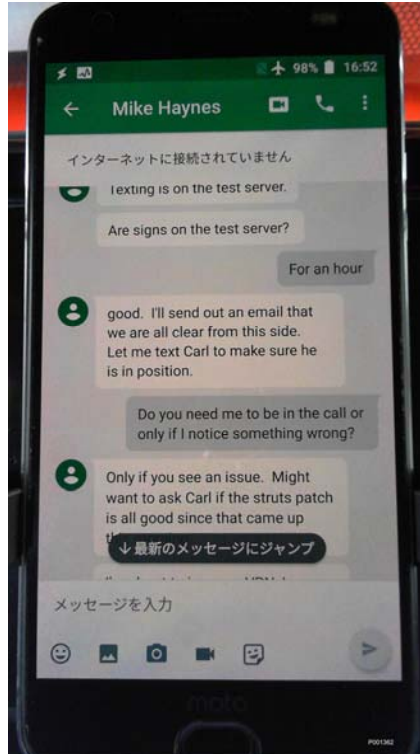 98% 16:52
Mike Haynes
インターネットに接続されていません
Texting is on the test server.
Are signs on the test server?
For an hour
good. I'll send out an email that
we are all clear from this side.
Let me text Carl to make sure he
is in position.
Do you need me to be in the call or
only if I notice something wrong?
Only if you see an issue. Might
want to ask Carl if the struts patch
is all good since that came up
↓最新のメッセージにジャンプ
メッセージを入力
moto
P001362